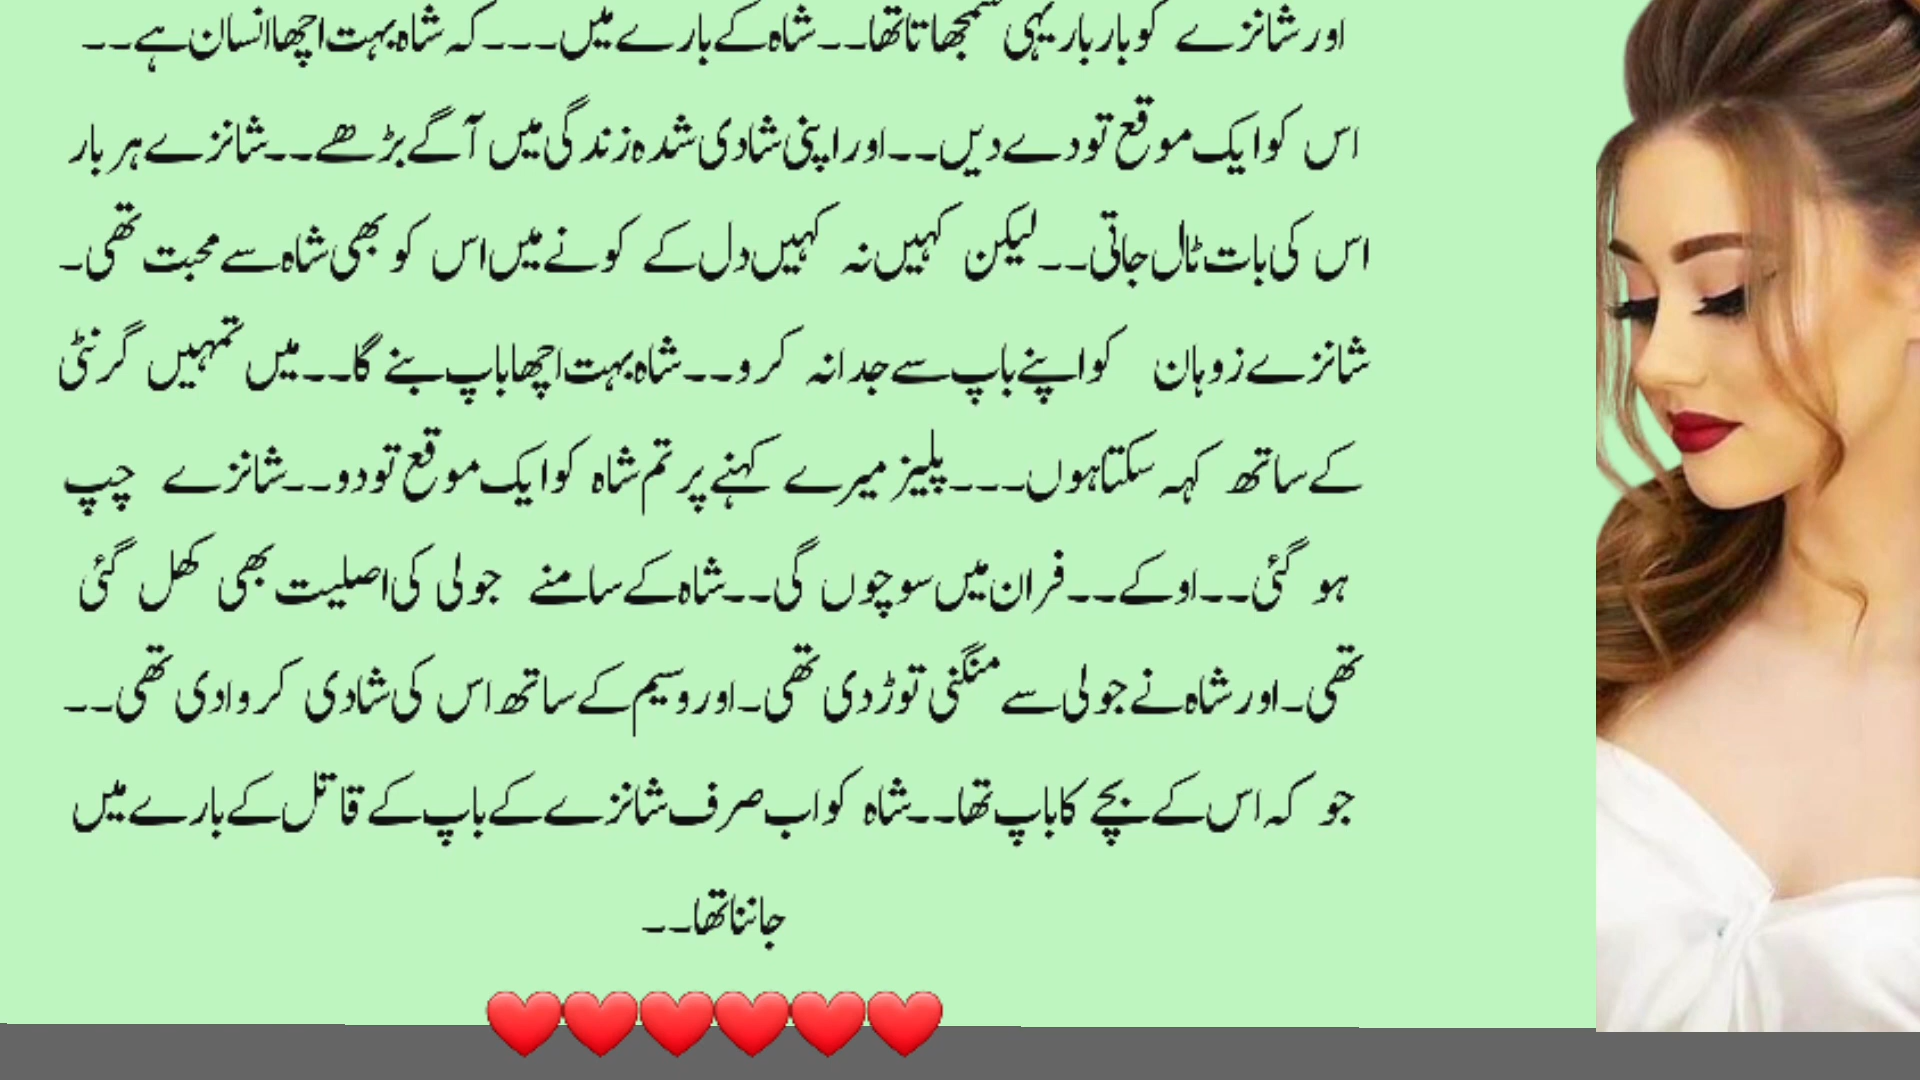 اور شانزے کو بار بار یہی سمجھاتا تھا۔۔شاہ کے بارے میں۔۔۔کہ شاہ بہت اچھا انسان ہے۔۔
اس کو ایک موقع تو دے دیں۔۔اور اپنی شادی شدہ زندگی میں آگے بڑھے۔۔شانزے ہر بار
اس کی بات ٹال جاتی۔۔لیکن کہیں نہ کہیں دل کے کونے میں اس کو بھی شاہ سے محبت تھی۔
شانزے زوہان کو اپنے باپ سے جدا نہ کرو۔۔شاہ بہت اچھا باپ بنے گا۔۔میں تمہیں گرنٹی
کے ساتھ کہہ سکتا ہوں۔۔۔پلیز میرے کہنے پر تم شاہ کو ایک موقع تو دو۔۔شانزے چپ
ہو گئی۔۔اوکے۔۔فران میں سوچوں گی۔۔شاہ کے سامنے جولی کی اصلیت بھی کھل گئی
تھی۔اور شاہ نے جولی سے منگنی توڑ دی تھی۔اور وسیم کے ساتھ اس کی شادی کروا دی تھی۔۔
جو کہ اس کے بچے کا باپ تھا۔۔شاہ کو اب صرف شانزے کے باپ کے قاتل کے بارے میں
جاننا تھا۔۔